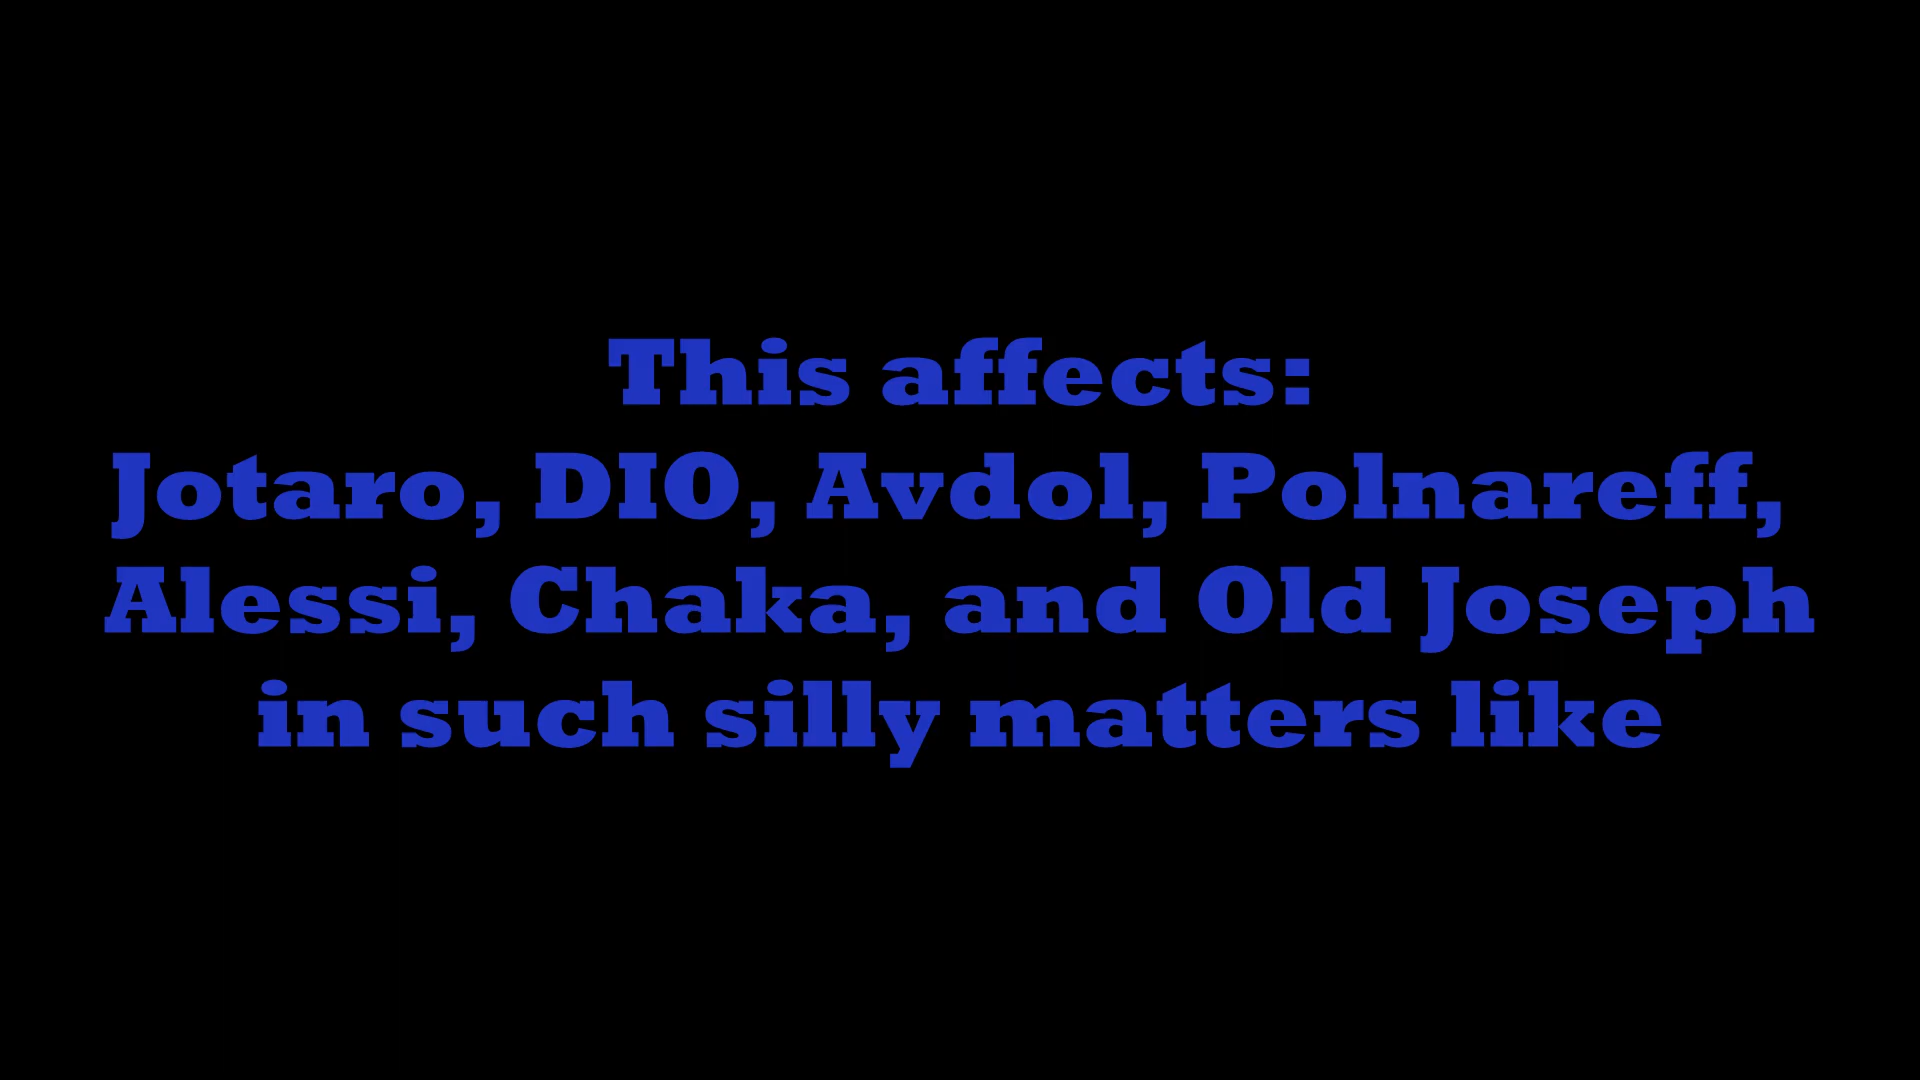 This affects:
Jotaro, DIO, Avdol, Polnareff,
Alessi, Chaka, and Old Joseph
in such silly matters like